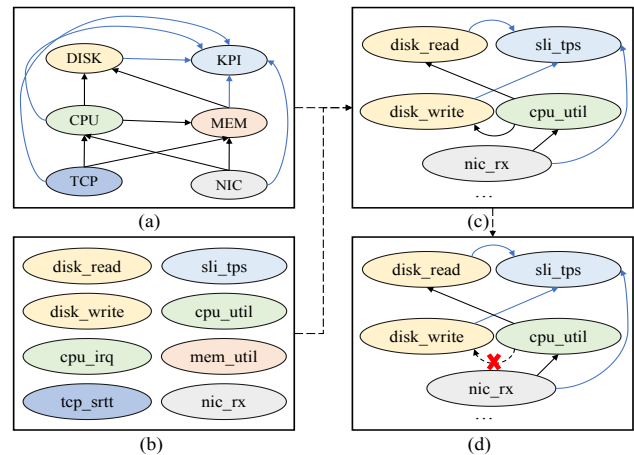 DISK
KPI
CPU
MEM
TCP
NIC
(a)
disk_read
sli_tps
disk_write
cpu_util
cpu_irq
mem_util
tcp_srtt
nic_rx
(b)
disk_read
sli_tps
disk_write
cpu_util
nic_rx
...
(c)
disk_read
sli_tps
disk_write
cpu_util
nic_rx
...
(d)